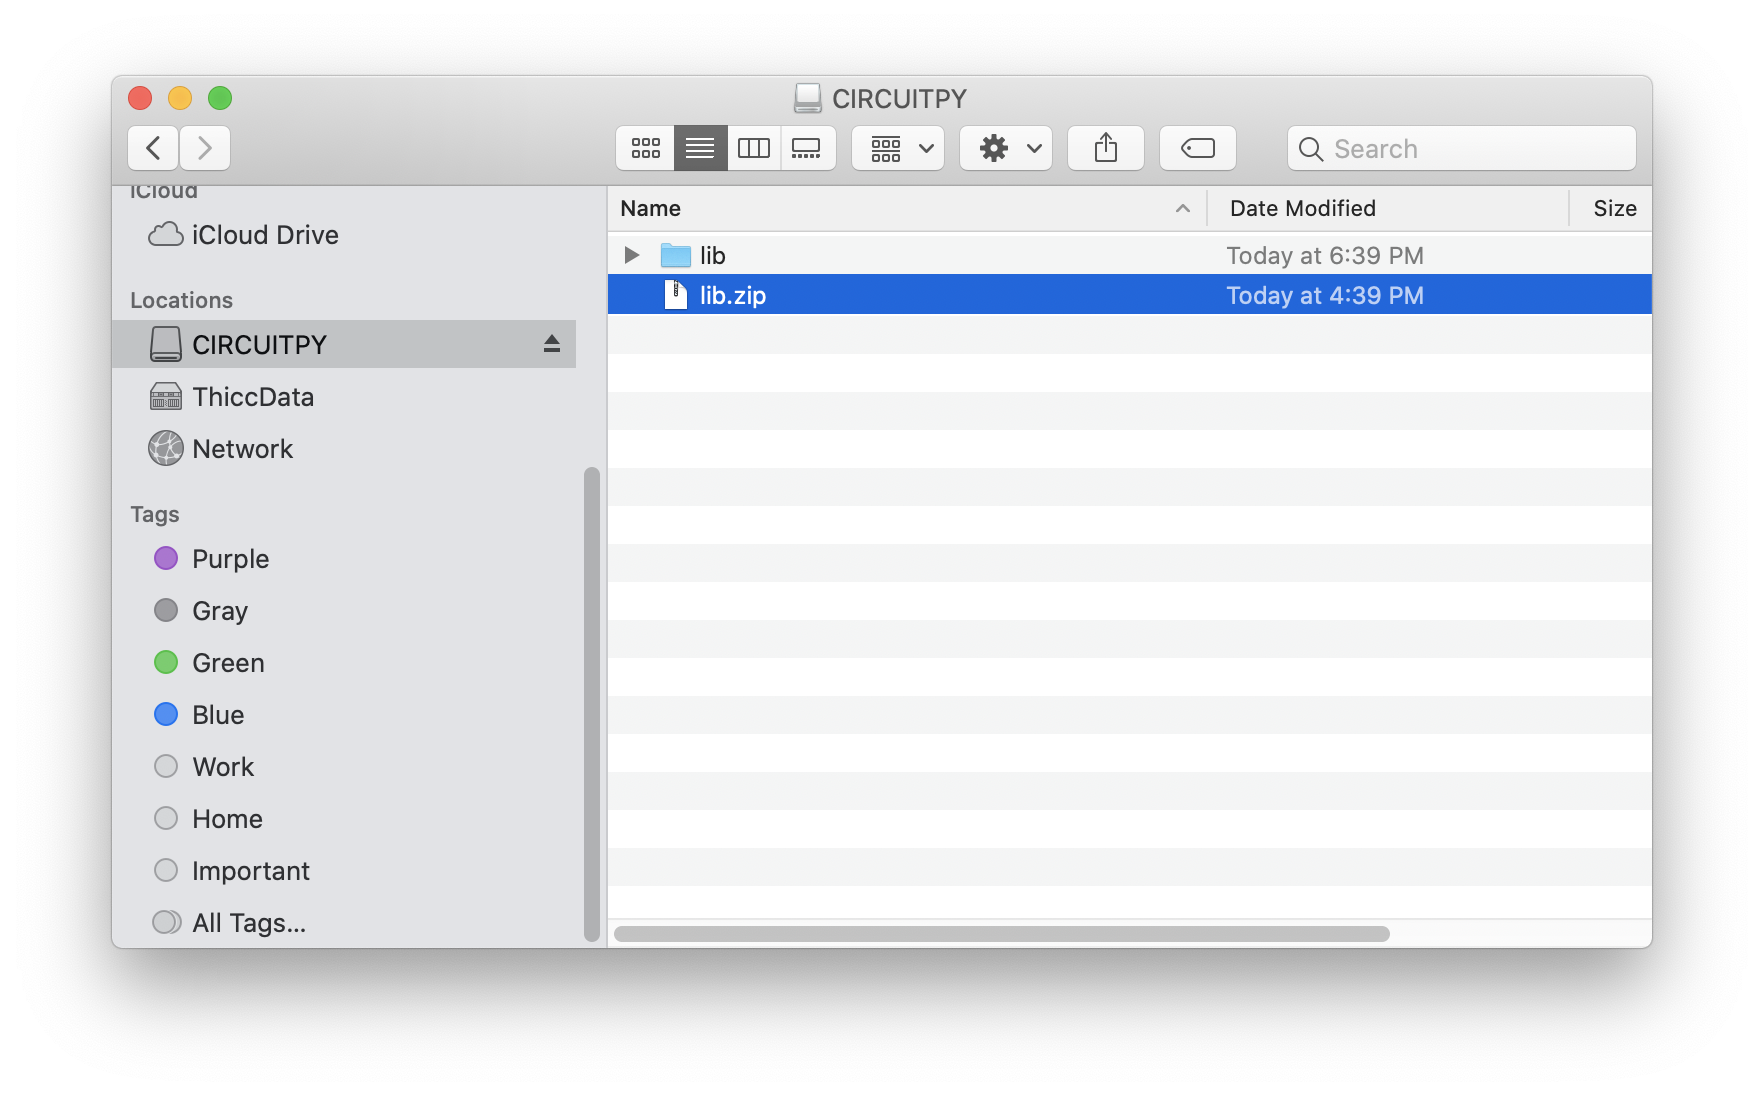 CIRCUITPY
Search
iCloud
iCloud Drive
Locations
CIRCUITPY
ThiccData
Network
Tags
Purple
Gray
Green
Blue
Work
Home
Important
All Tags...
Name Date Modified Size
lib Today at 6:39 PM
lib.zip Today at 4:39 PM